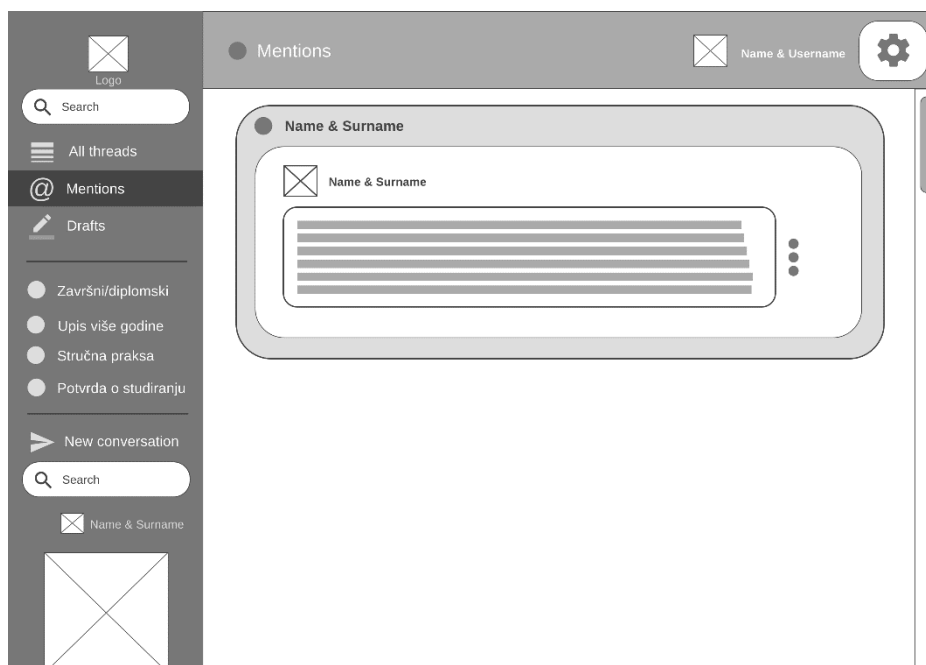 Logo
Search
All threads
@ Mentions
Drafts
Završni/diplomski
Upis više godine
Stručna praksa
Potvrda o studiranju
New conversation
Search
Name & Surname
Mentions
Name & Username
Name & Surname
Name & Surname